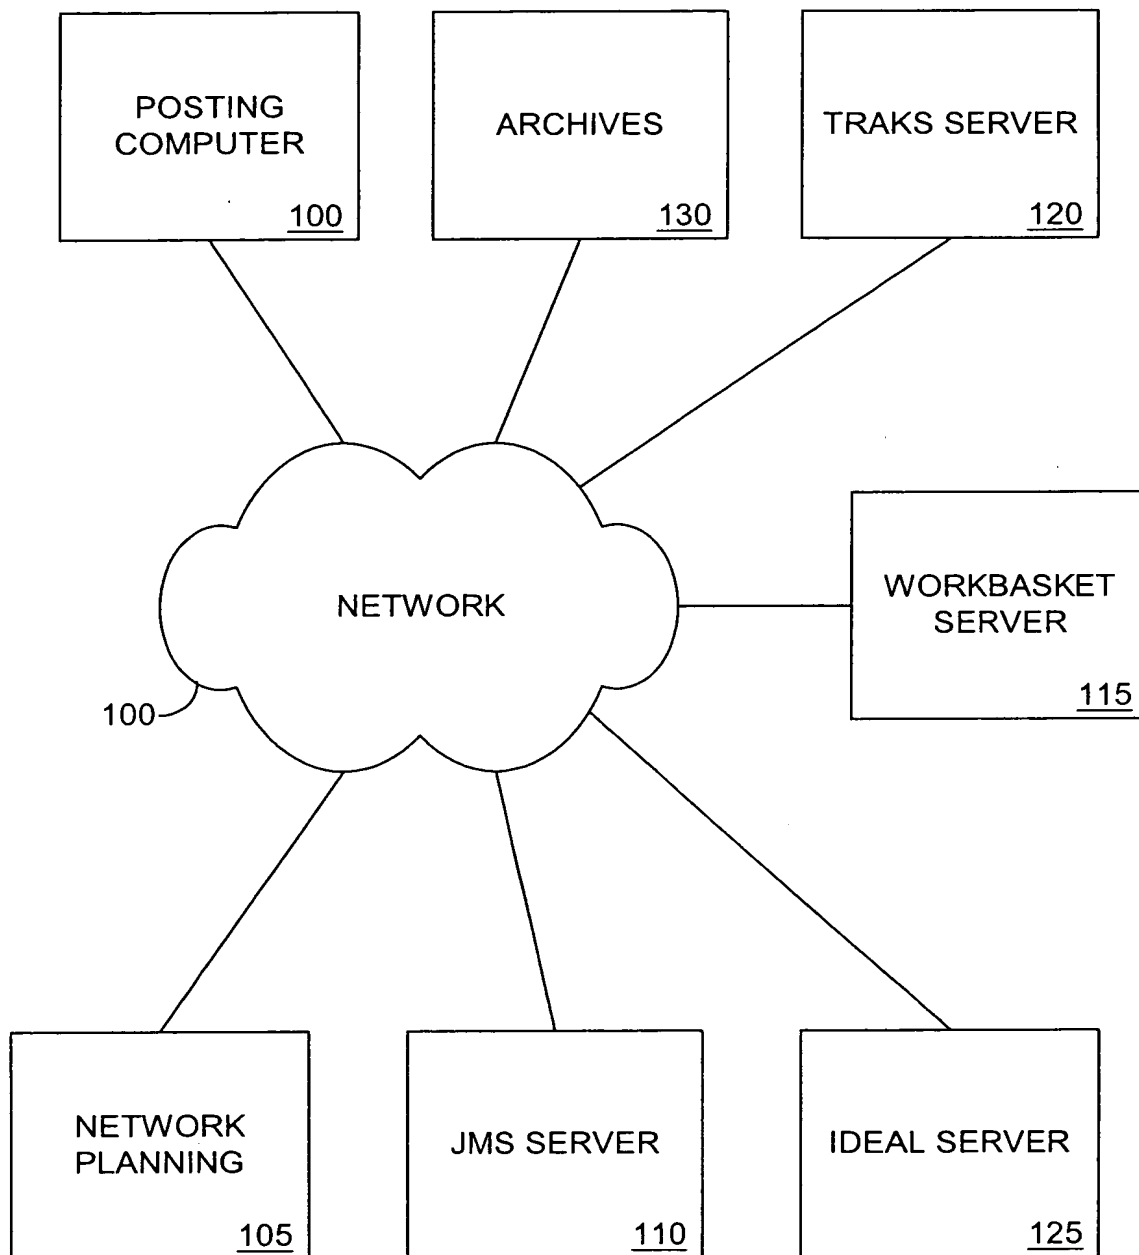 POSTING
COMPUTER
100
ARCHIVES
130
TRAKS SERVER
120
NETWORK
100
WORKBASKET
SERVER
115
NETWORK
PLANNING
105
JMS SERVER
110
IDEAL SERVER
125